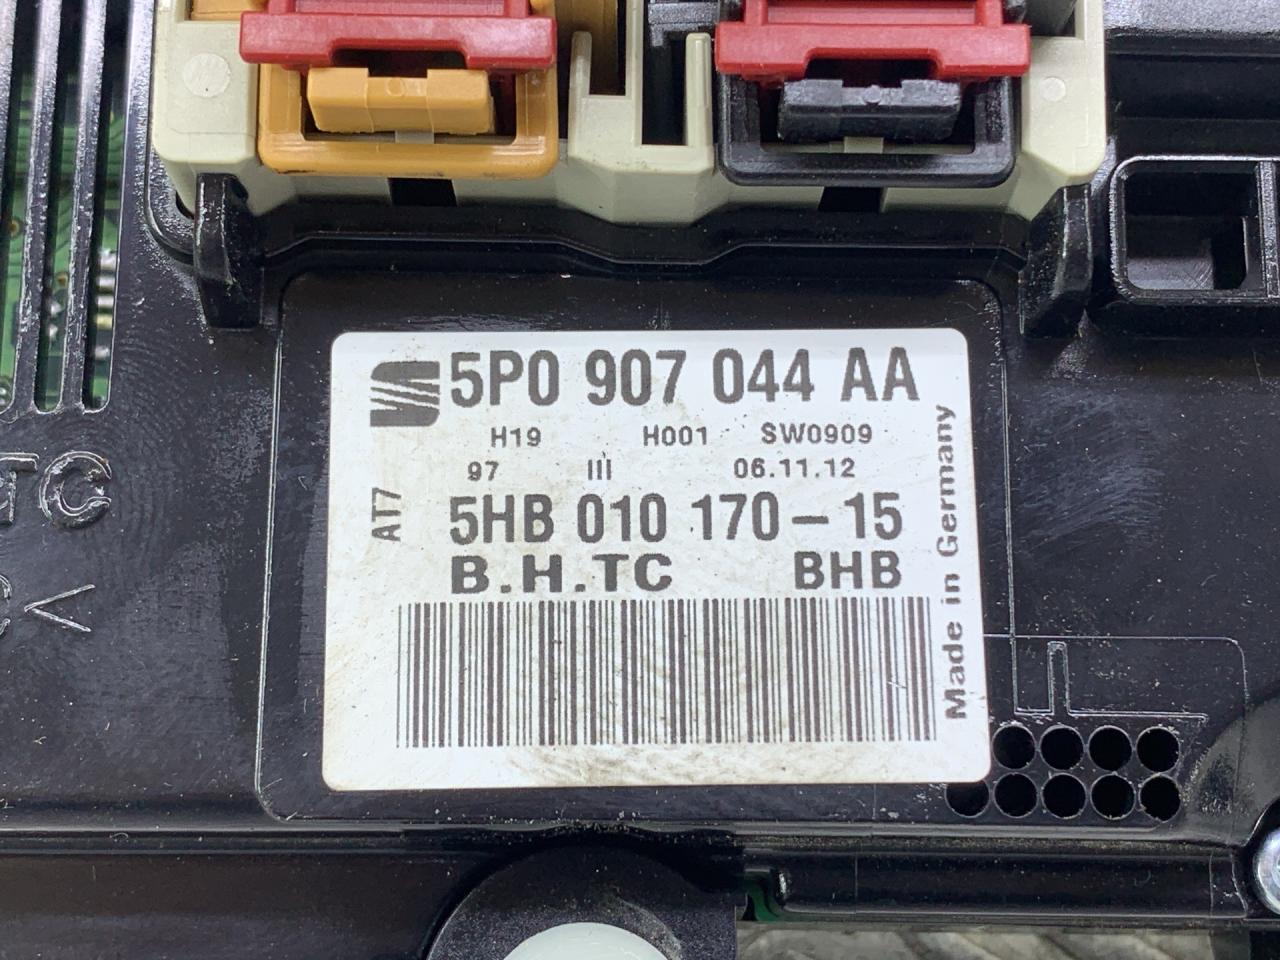 5P0 907 044 AA
H19 H001 SW0909
97 III 06.11.12
AT7
5HB 010 170-15
B.H.TC BHB
Made in Germany
TC
<